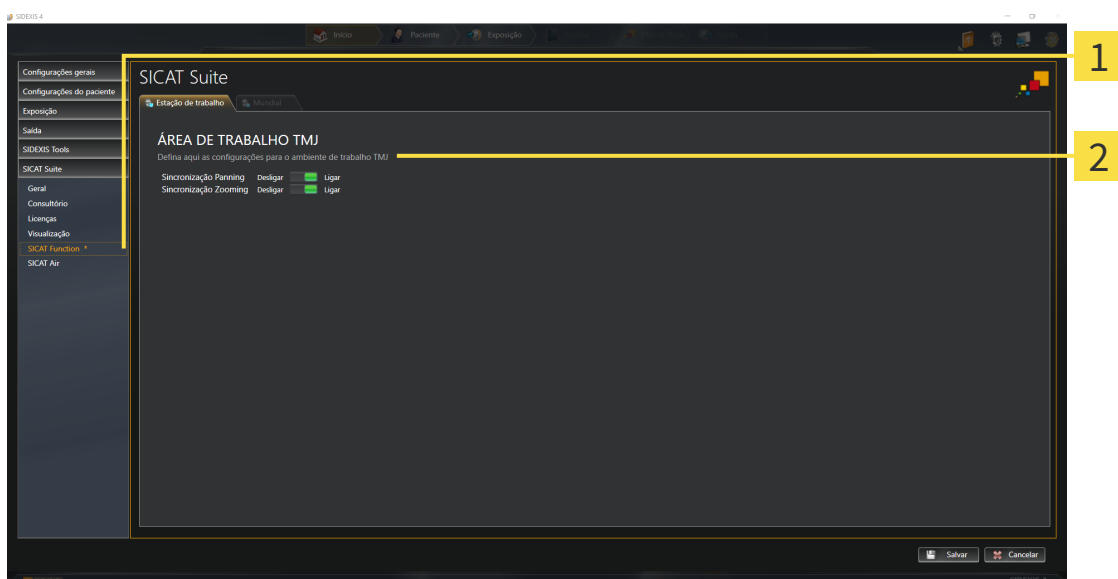 SIDEXIS 4
Início
Paciente
Exposição
1
Configurações gerais
Configurações do paciente
Exposição
Saída
SIDEXIS Tools
SICAT Suite
Geral
Consultório
Licenças
Visualização
SICAT Function *
SICAT Air
SICAT Suite
Estação de trabalho
Mundial
ÁREA DE TRABALHO TMJ
Defina aqui as configurações para o ambiente de trabalho TMJ
2
Sincronização Panning Desligar Ligar
Sincronização Zooming Desligar Ligar
Salvar
Cancelar